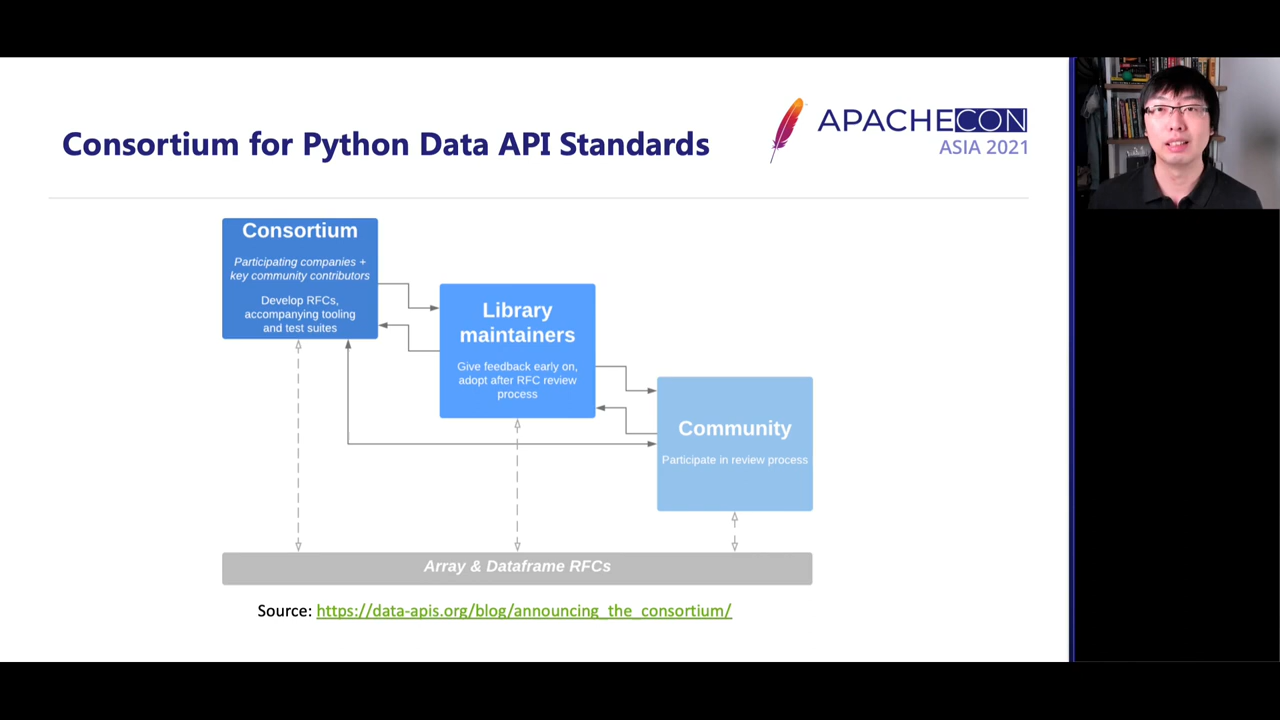 Consortium for Python Data API Standards
APACHECON
ASIA 2021
Consortium
Participating companies +
key community contributors
Develop RFCs,
accompanying tooling
and test suites
Library
maintainers
Give feedback early on,
adopt after RFC review
process
Community
Participate in review process
Array & Dataframe RFCs
Source: https://data-apis.org/blog/announcing_the_consortium/